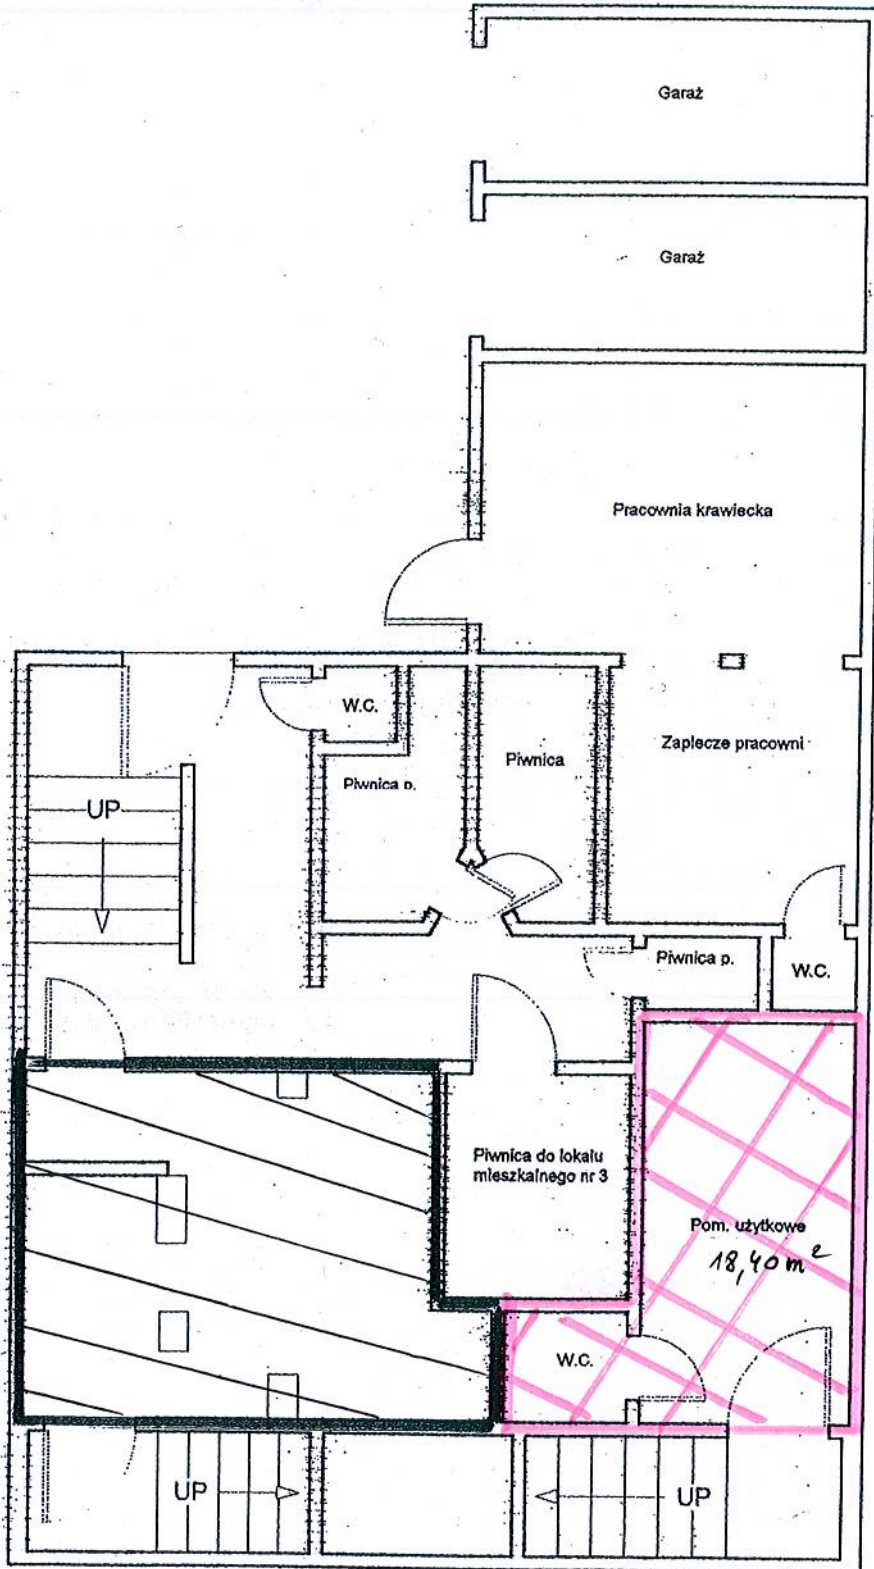 Garaż
Garaż
Pracownia krawiecka
W.C.
Piwnica p.
Piwnica
Zaplecze pracowni
UP
Piwnica p.
W.C.
Piwnica do lokalu
mieszkalnego nr 3
Pom. użytkowe
18,40 m²
W.C.
UP
UP